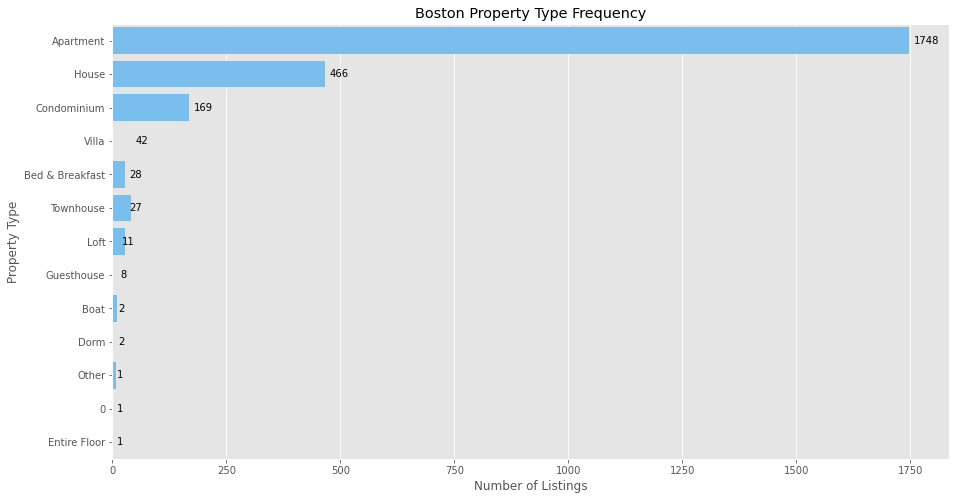 Boston Property Type Frequency
Property Type
Apartment 1748
House 466
Condominium 169
Villa 42
Bed & Breakfast 28
Townhouse 27
Loft 11
Guesthouse 8
Boat 2
Dorm 2
Other 1
0 1
Entire Floor 1
0 250 500 750 1000 1250 1500 1750
Number of Listings